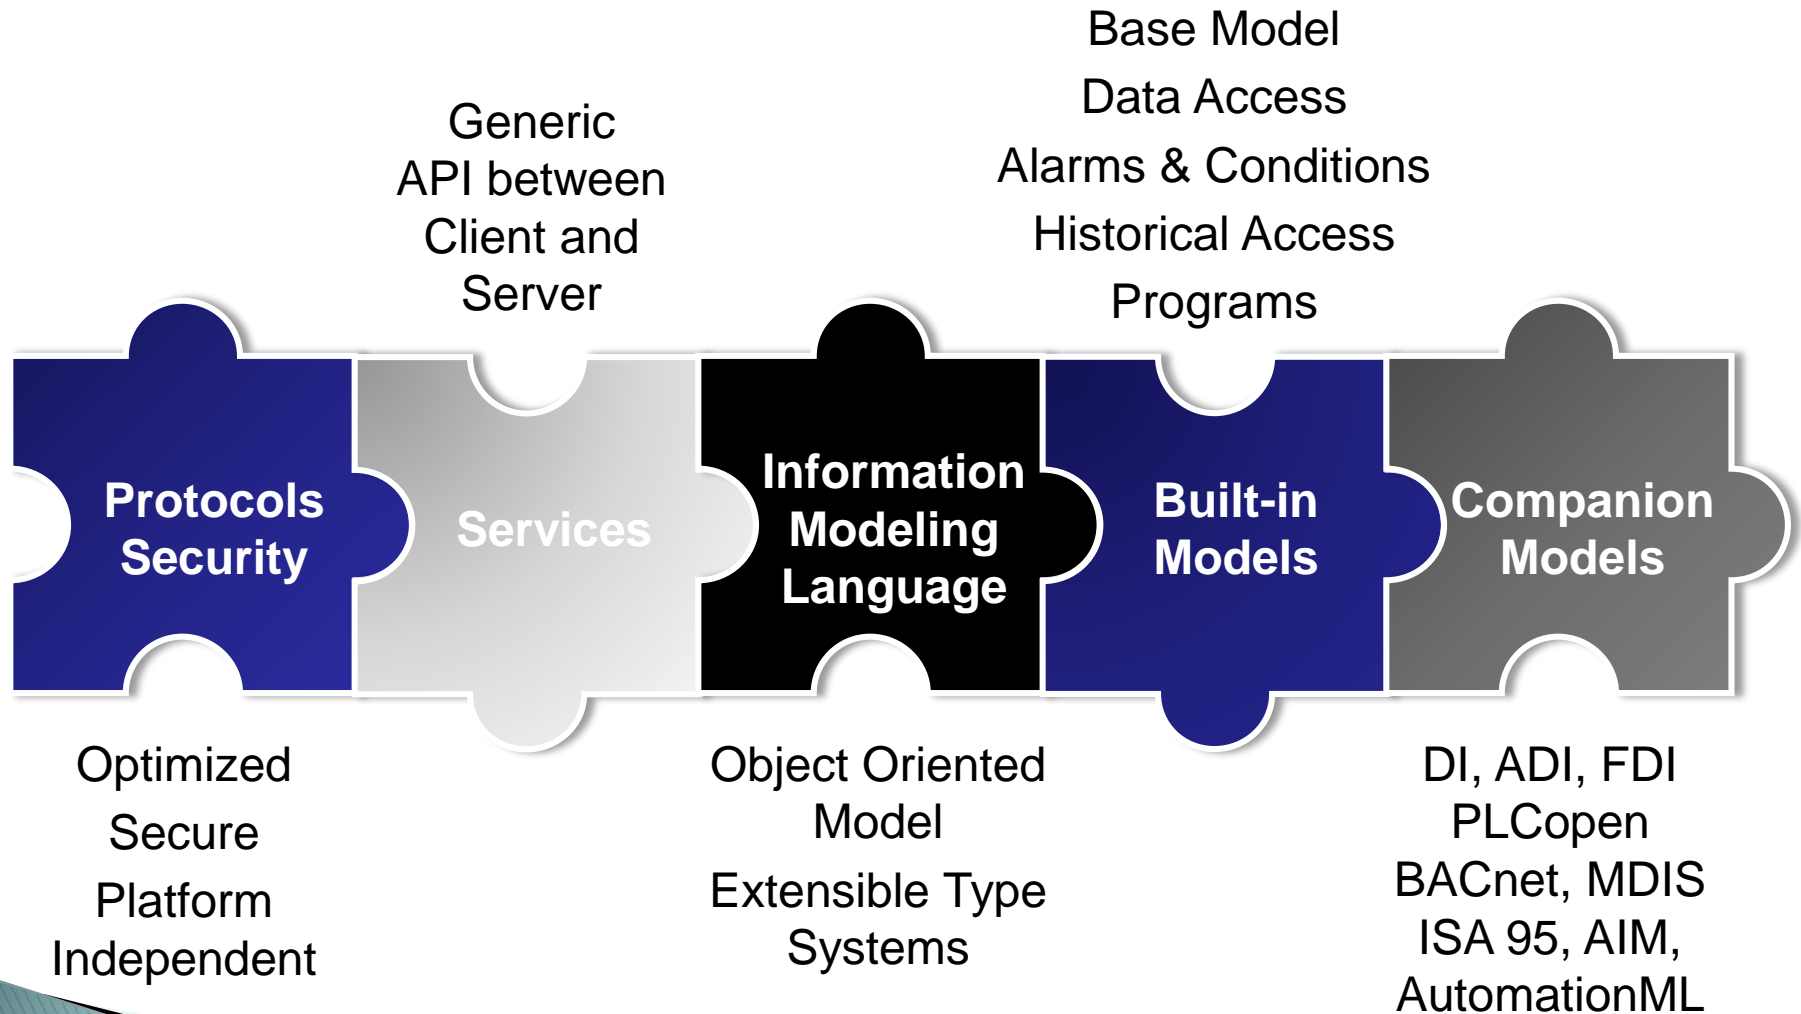 Generic
API between
Client and
Server
Base Model
Data Access
Alarms & Conditions
Historical Access
Programs
Protocols
Security
Services
Information
Modeling
Language
Built-in
Models
Companion
Models
Optimized
Secure
Platform
Independent
Object Oriented
Model
Extensible Type
Systems
DI, ADI, FDI
PLCopen
BACnet, MDIS
ISA 95, AIM,
AutomationML